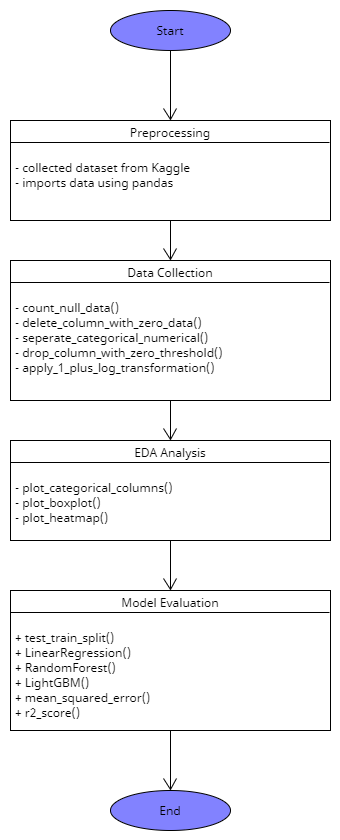 Start
Preprocessing
- collected dataset from Kaggle
- imports data using pandas
Data Collection
- count_null_data()
- delete_column_with_zero_data()
- seperate_categorical_numerical()
- drop_column_with_zero_threshold()
- apply_1_plus_log_transformation()
EDA Analysis
- plot_categorical_columns()
- plot_boxplot()
- plot_heatmap()
Model Evaluation
+ test_train_split()
+ LinearRegression()
+ RandomForest()
+ LightGBM()
+ mean_squared_error()
+ r2_score()
End